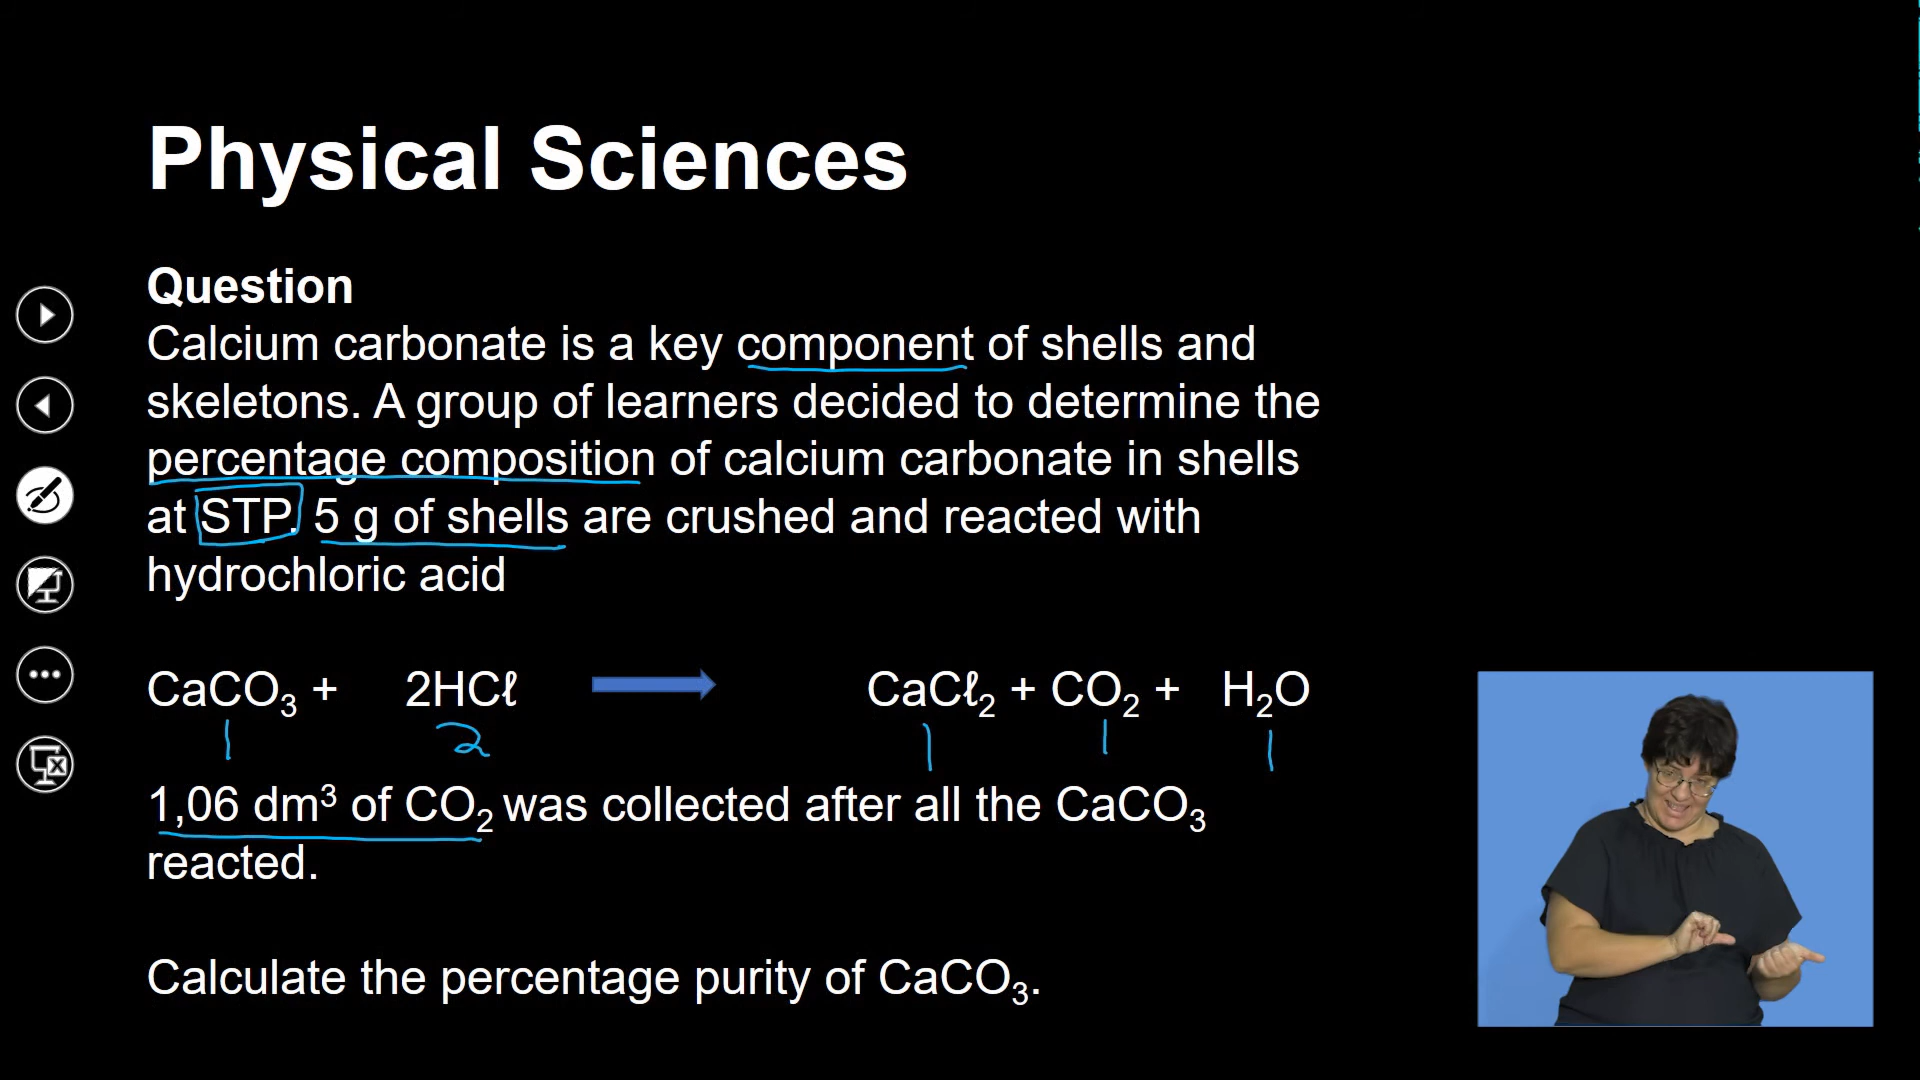 Physical Sciences
Question
Calcium carbonate is a key component of shells and
skeletons. A group of learners decided to determine the
percentage composition of calcium carbonate in shells
at STP. 5 g of shells are crushed and reacted with
hydrochloric acid
CaCO₃ + 2HCℓ CaCℓ₂ + CO₂ + H₂O
1 2 1 1 1
1,06 dm³ of CO₂ was collected after all the CaCO₃
reacted.
Calculate the percentage purity of CaCO₃.